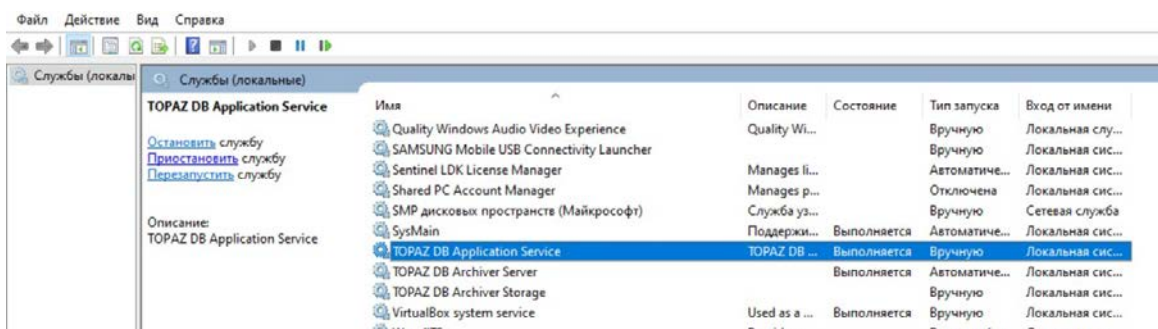 Файл Действие Вид Справка
Службы (локалы
Службы (локальные)
TOPAZ DB Application Service
Остановить службу
Приостановить службу
Перезапустить службу
Описание:
TOPAZ DB Application Service
Имя Описание Состояние Тип запуска Вход от имени
Quality Windows Audio Video Experience Quality Wi... Вручную Локальная слу...
SAMSUNG Mobile USB Connectivity Launcher Вручную Локальная сис...
Sentinel LDK License Manager Manages li... Автоматиче... Локальная сис...
Shared PC Account Manager Manages p... Отключена Локальная сис...
SMP дисковых пространств (Майкрософт) Служба уз... Вручную Сетевая служба
SysMain Поддержи... Выполняется Автоматиче... Локальная сис...
TOPAZ DB Application Service TOPAZ DB ... Выполняется Вручную Локальная сис...
TOPAZ DB Archiver Server Выполняется Автоматиче... Локальная сис...
TOPAZ DB Archiver Storage Вручную Локальная сис...
VirtualBox system service Used as a ... Выполняется Вручную Локальная сис...